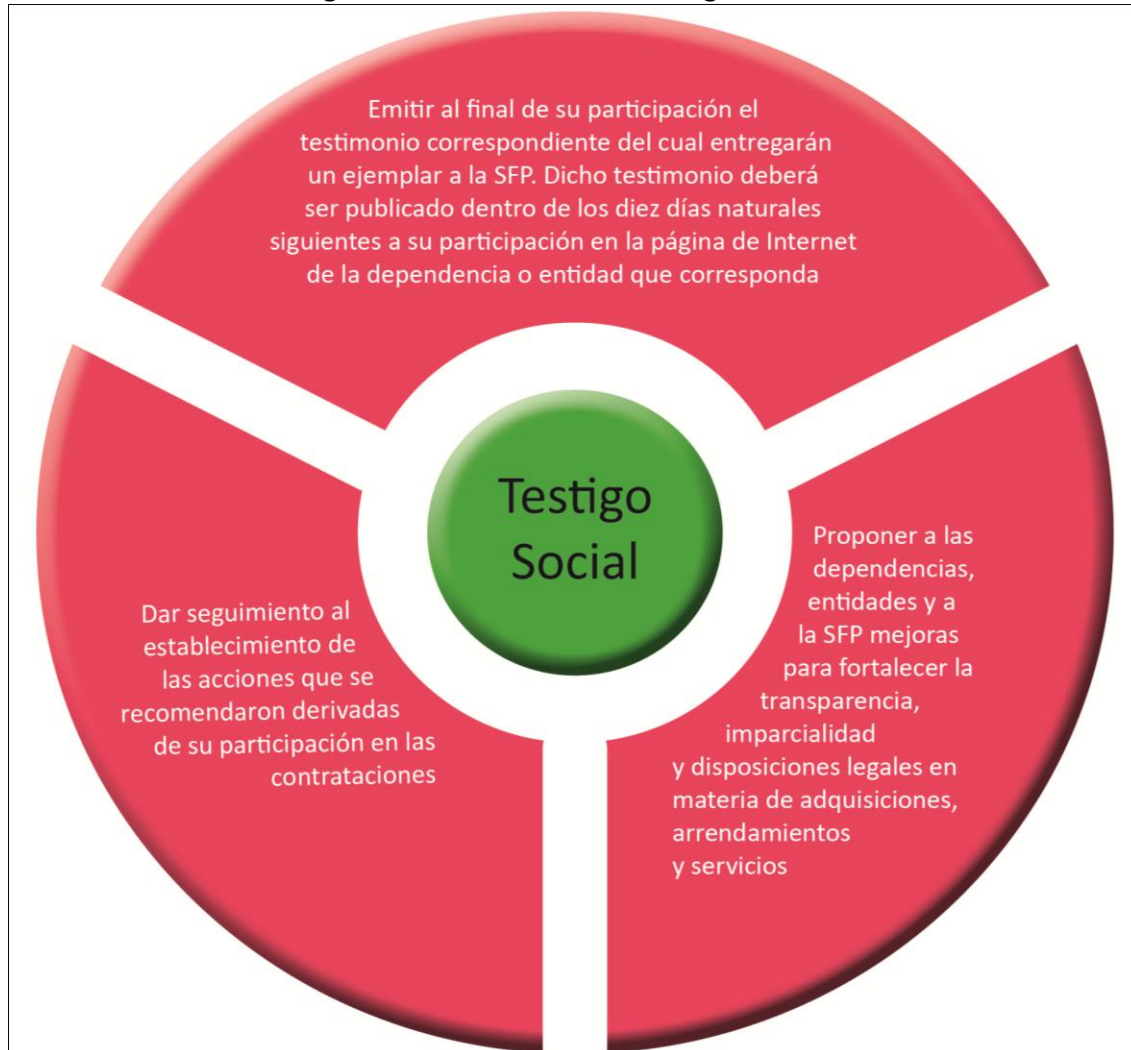 Emitir al final de su participación el
testimonio correspondiente del cual entregarán
un ejemplar a la SFP. Dicho testimonio deberá
ser publicado dentro de los diez días naturales
siguientes a su participación en la página de Internet
de la dependencia o entidad que corresponda
Testigo
Social
Proponer a las
dependencias,
entidades y a
la SFP mejoras
para fortalecer la
transparencia,
imparcialidad
y disposiciones legales en
materia de adquisiciones,
arrendamientos
y servicios
Dar seguimiento al
establecimiento de
las acciones que se
recomendaron derivadas
de su participación en las
contrataciones